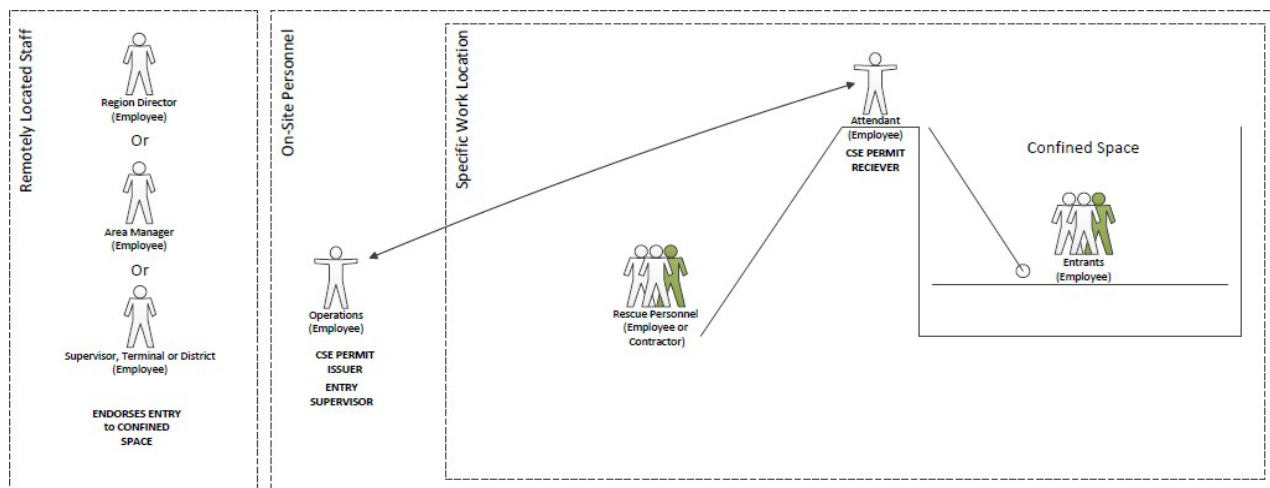 Remotely Located Staff
Region Director
(Employee)
Or
Area Manager
(Employee)
Or
Supervisor, Terminal or District
(Employee)
ENDORSES ENTRY
to CONFINED
SPACE
On-Site Personnel
Operations
(Employee)
CSE PERMIT
ISSUER
ENTRY
SUPERVISOR
Specific Work Location
Rescue Personnel
(Employee or
Contractor)
Attendant
(Employee)
CSE PERMIT
RECIEVER
Confined Space
Entrants
(Employee)